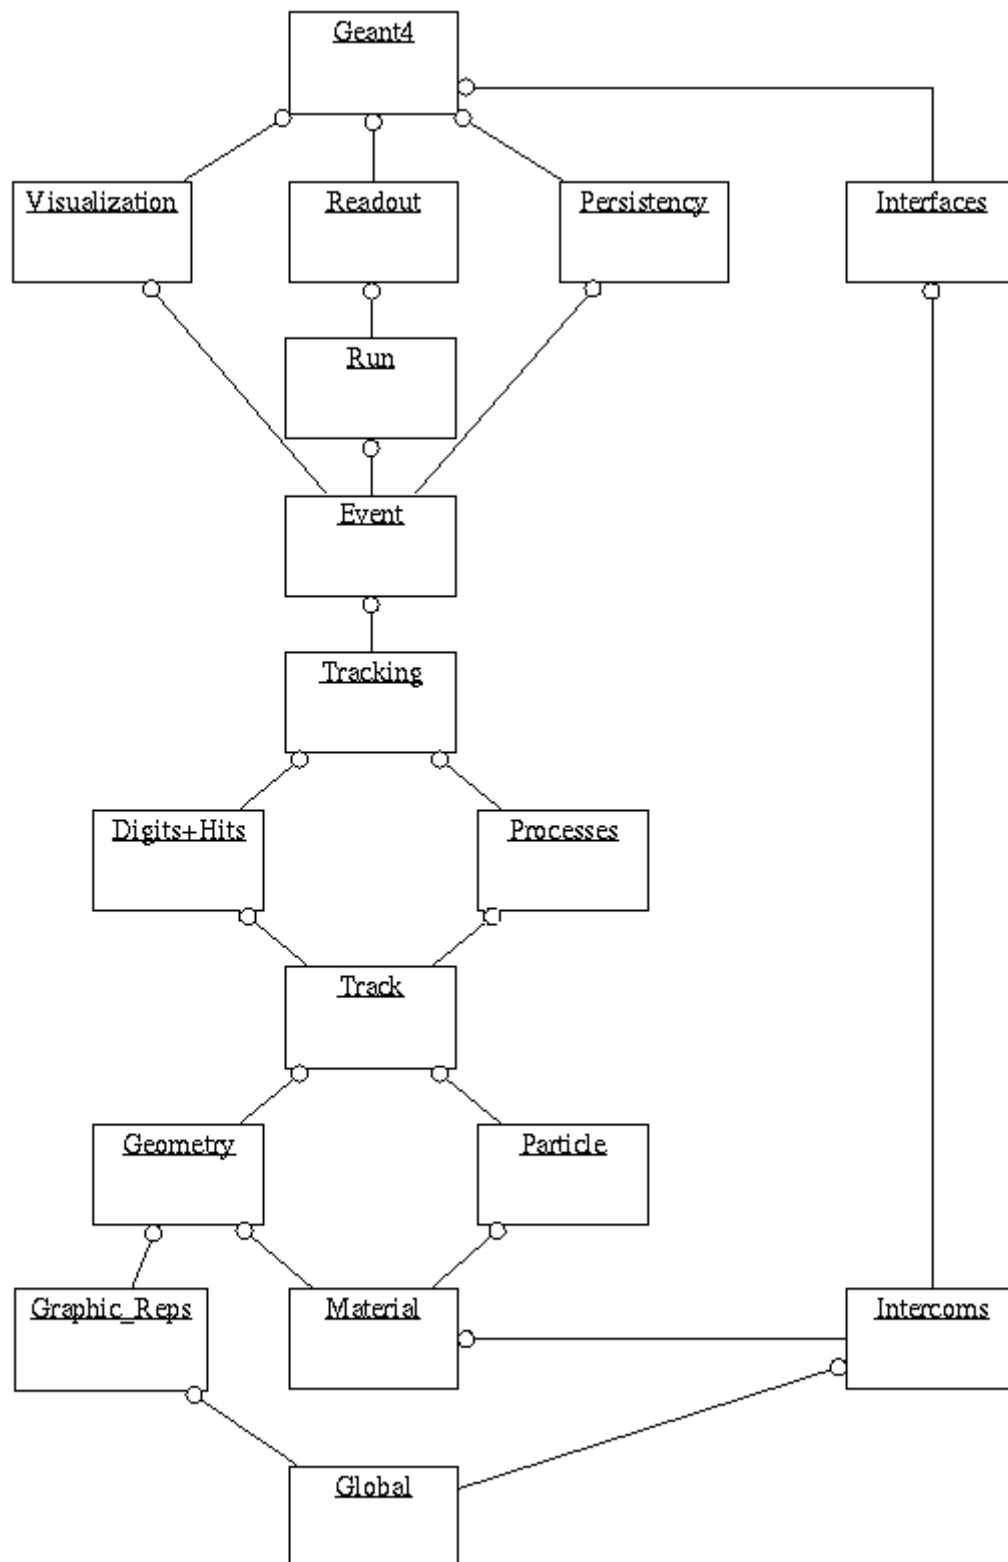 Geant4
Visualization
Readout
Persistency
Interfaces
Run
Event
Tracking
Digits+Hits
Processes
Track
Geometry
Particle
Graphic_Reps
Material
Intercoms
Global